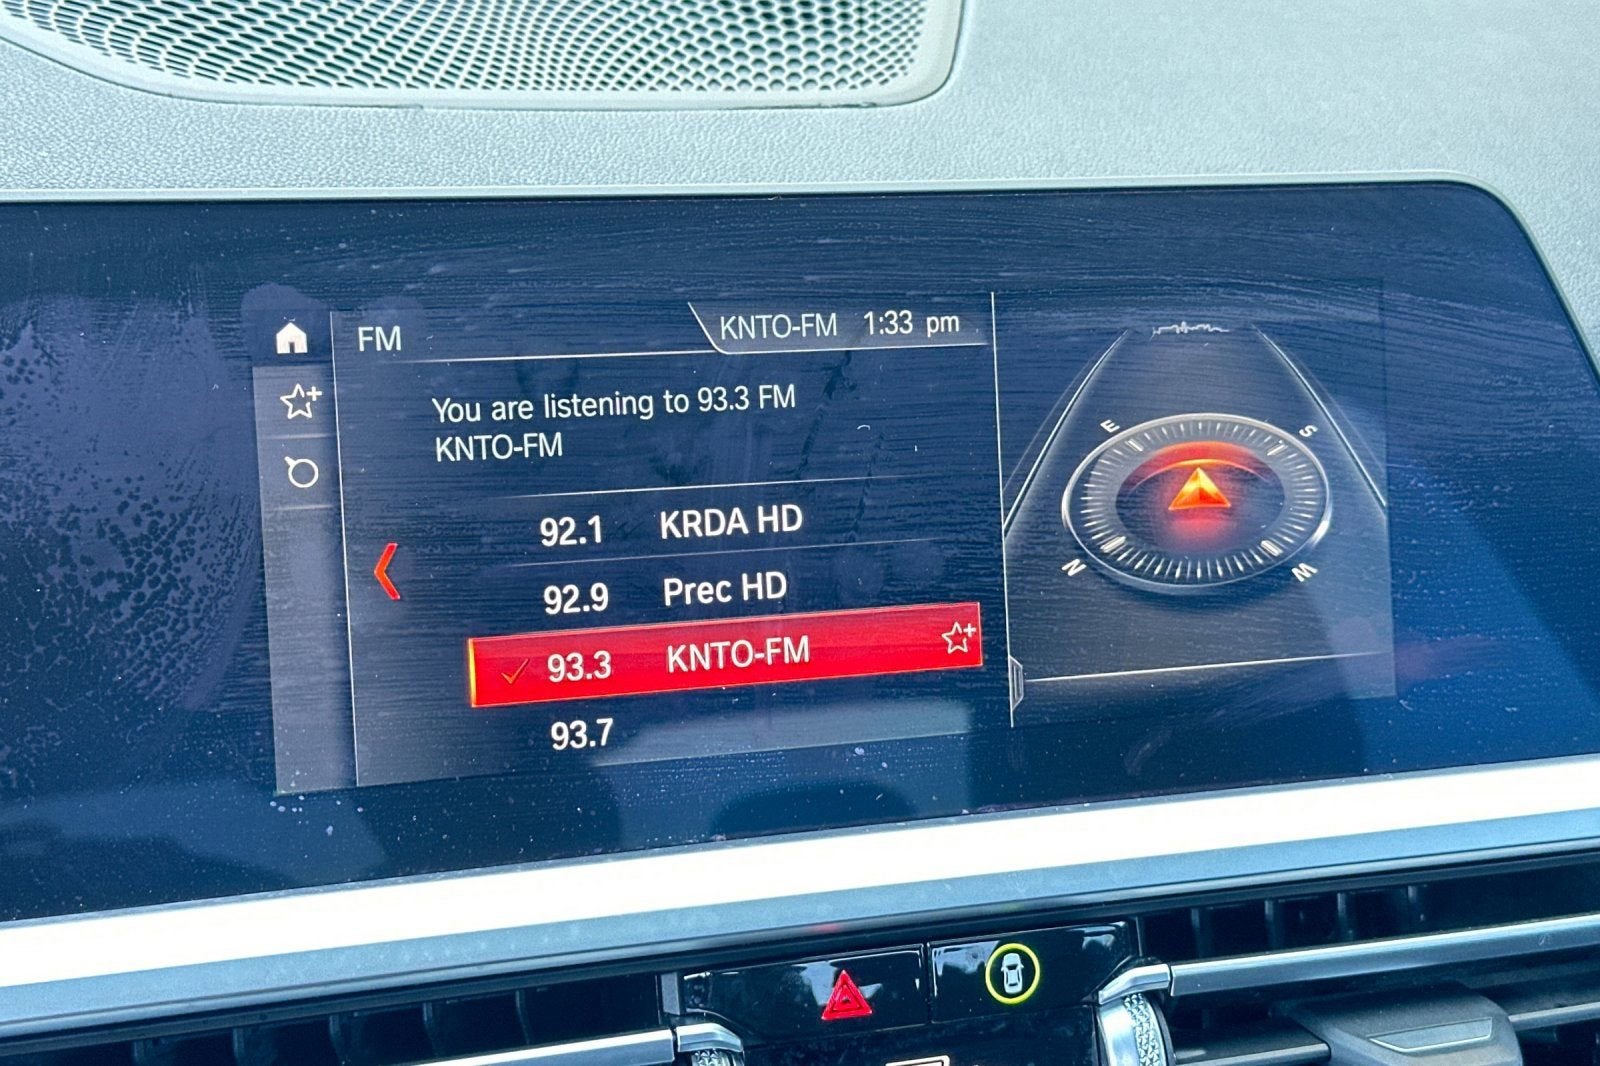 FM
KNTO-FM 1:33 pm
You are listening to 93.3 FM
KNTO-FM
92.1 KRDA HD
92.9 Prec HD
93.3 KNTO-FM
93.7
E S
N W